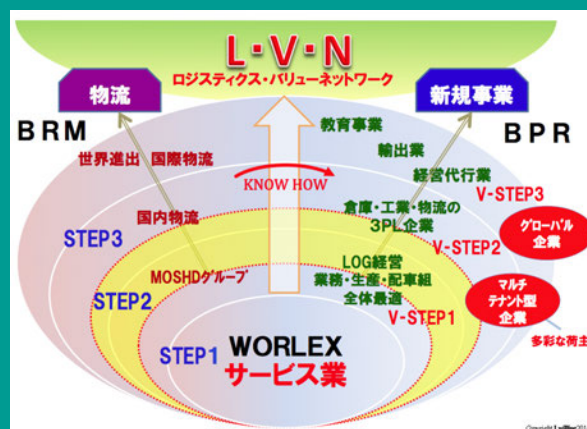 L・V・N
ロジスティクス・バリューネットワーク
物流
新規事業
BRM
BPR
教育事業
輸出業
世界進出 国際物流
経営代行業
KNOW HOW
V-STEP3
国内物流
倉庫・工業・物流の
3PL企業
STEP3
V-STEP2
グローバル
企業
MOSHDグループ
LOG経営
業務・生産・配車組
全体最適
STEP2
マルチ
テナント型
企業
V-STEP1
多彩な荷主
STEP1
WORLEX
サービス業
Copyright